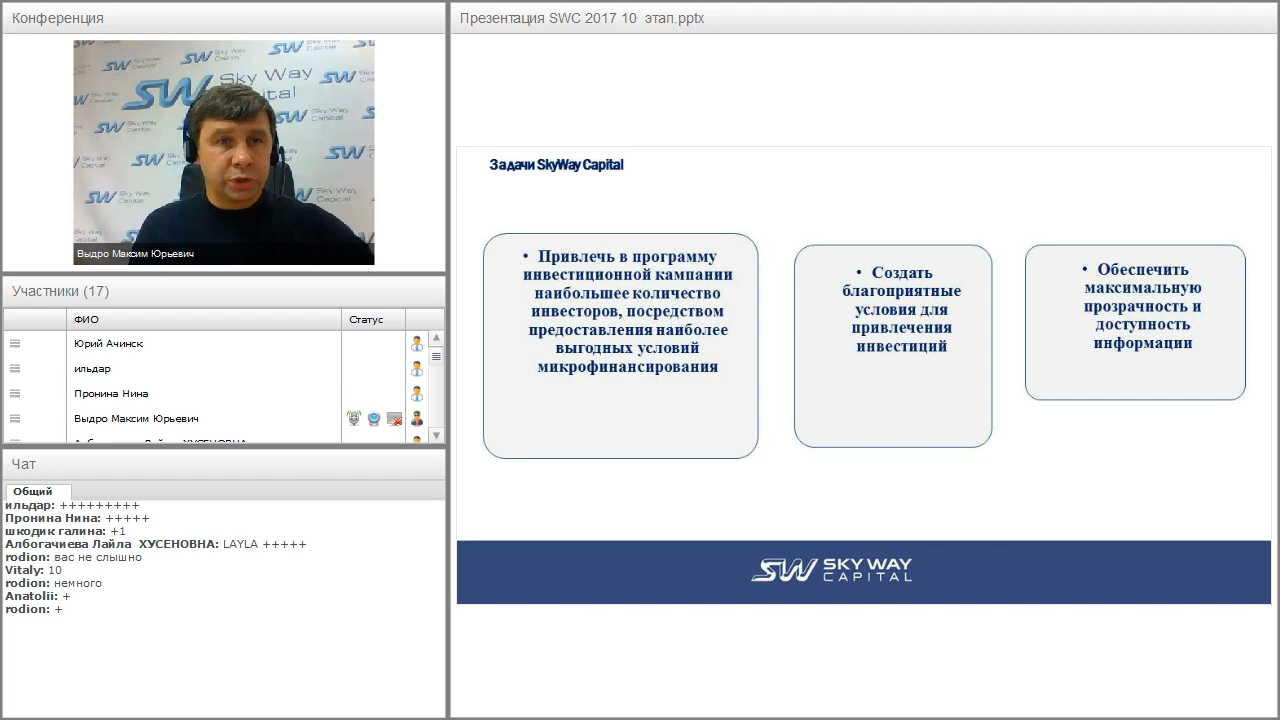 Конференция
Sky Way
Capital
Выдро Максим Юрьевич
Участники (17)
ФИО
Статус
Юрий Ачинск
ильдар
Пронина Нина
Выдро Максим Юрьевич
Чат
Общий
ильдар: +++++++++
Пронина Нина: +++++
шкодик галина: +1
Албогачиева Лайла ХУСЕНОВНА: LAYLA +++++
rodion: вас не слышно
Vitaly: 10
rodion: немного
Anatolii: +
rodion: +
Презентация SWC 2017 10 этап.pptx
Задачи SkyWay Capital
• Привлечь в программу
инвестиционной кампании
наибольшее количество
инвесторов, посредством
предоставления наиболее
выгодных условий
микрофинансирования
• Создать
благоприятные
условия для
привлечения
инвестиций
• Обеспечить
максимальную
прозрачность и
доступность
информации
SW SKY WAY
CAPITAL